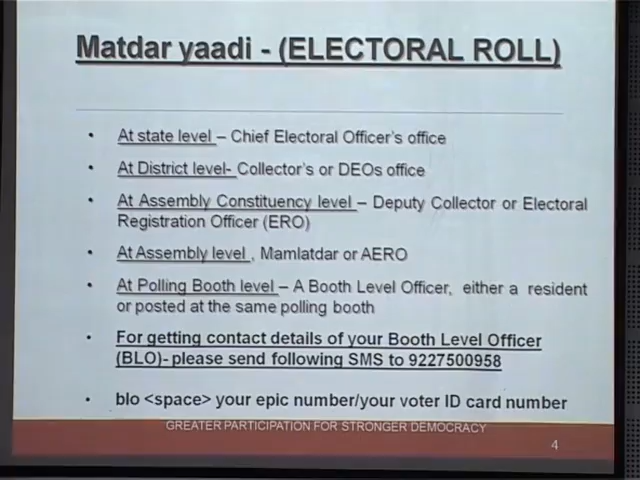 Matdar yaadi - (ELECTORAL ROLL)
• At state level – Chief Electoral Officer's office
• At District level- Collector's or DEOs office
• At Assembly Constituency level – Deputy Collector or Electoral
Registration Officer (ERO)
• At Assembly level , Mamlatdar or AERO
• At Polling Booth level – A Booth Level Officer, either a resident
or posted at the same polling booth
• For getting contact details of your Booth Level Officer
(BLO)- please send following SMS to 9227500958
• blo <space> your epic number/your voter ID card number
GREATER PARTICIPATION FOR STRONGER DEMOCRACY
4